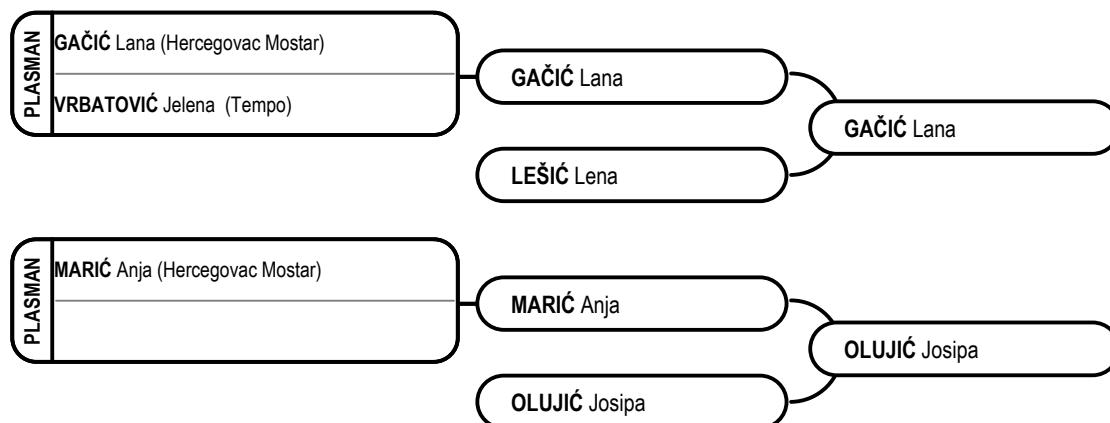 PLASMAN
GAČIĆ Lana (Hercegovac Mostar)
VRBATOVIĆ Jelena (Tempo)
GAČIĆ Lana
LEŠIĆ Lena
GAČIĆ Lana
PLASMAN
MARIĆ Anja (Hercegovac Mostar)
MARIĆ Anja
OLUJIĆ Josipa
OLUJIĆ Josipa